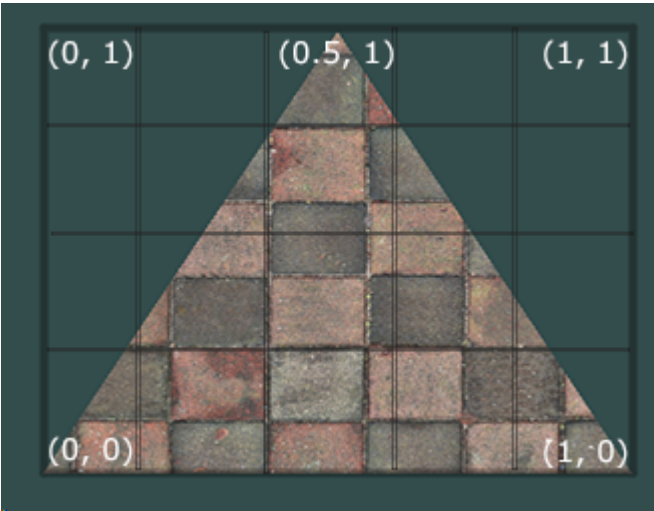 (0, 1) (0.5, 1) (1, 1)
(0, 0) (1, 0)